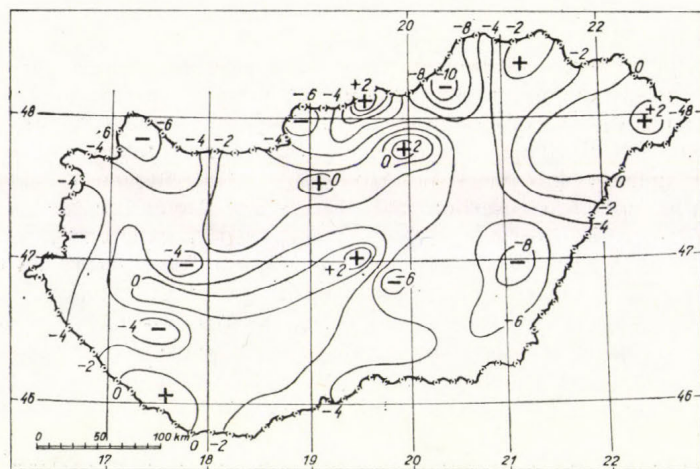 20 -8 -4 -2 22
-2
-8 -10 + 0
-6 -4 +2 -
48 - + +2 -48
-6 -6 -4 -2 -4 +
-4 - +2
0
-4 + 0 0
-2
-4
-
47 -4 - +2 + -8 - 47
0 -6
-4 - -6
-4
-2
0 +
46 -4 46
0 50 100 km 0 -2
17 18 19 20 21 22